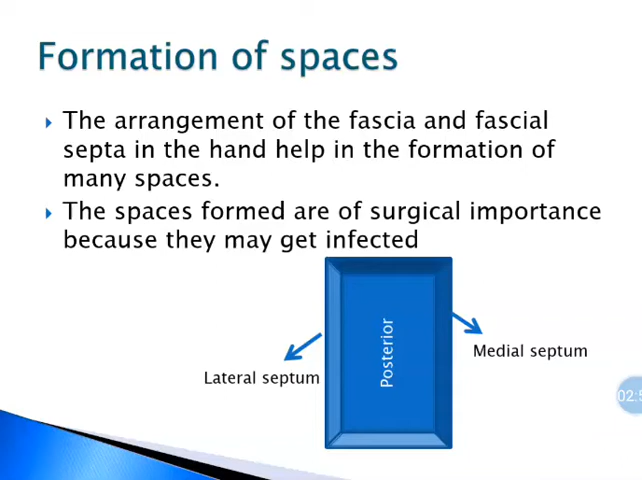 Formation of spaces
The arrangement of the fascia and fascial
septa in the hand help in the formation of
many spaces.
The spaces formed are of surgical importance
because they may get infected
Posterior
Medial septum
Lateral septum